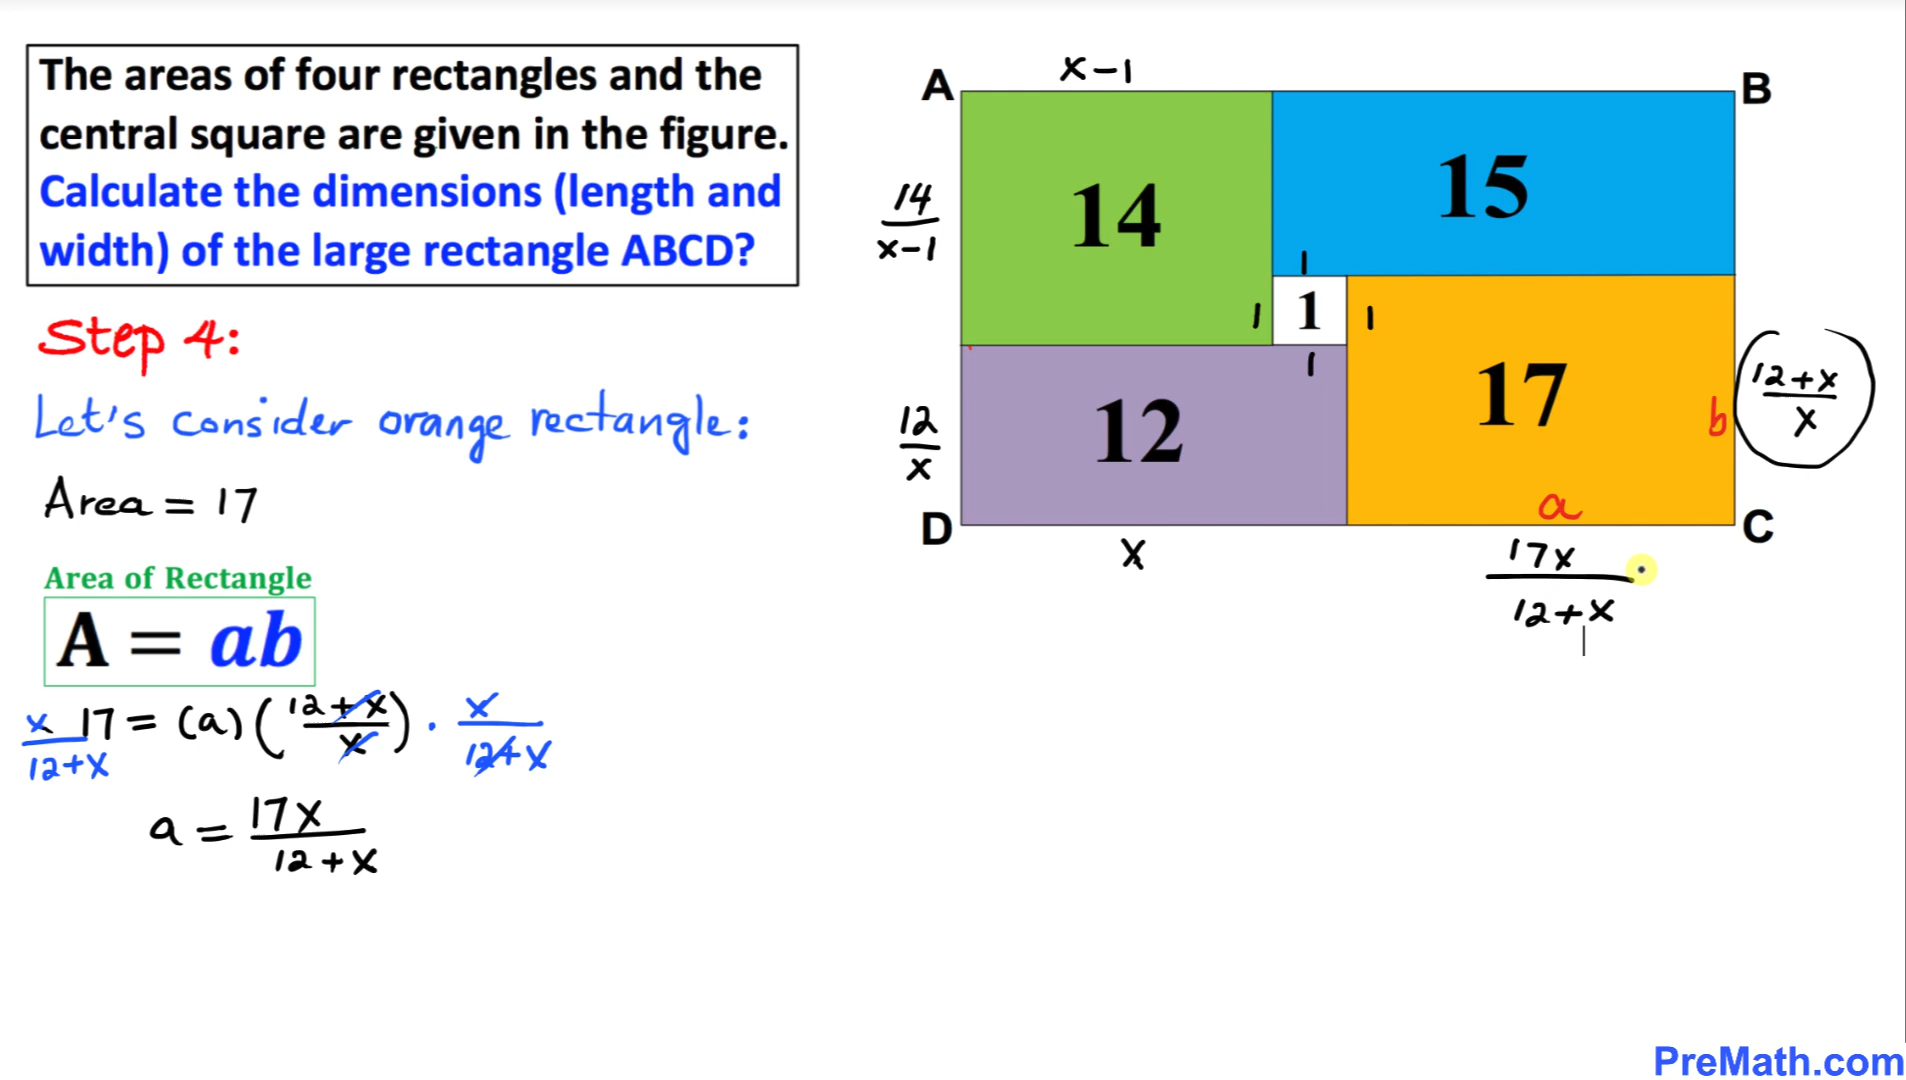 The areas of four rectangles and the
central square are given in the figure.
Calculate the dimensions (length and
width) of the large rectangle ABCD?
Step 4:
Let's consider orange rectangle:
Area = 17
Area of Rectangle
A = ab
x/12+x 17 = (a)(12+x/x) · x/12+x
a = 17x/12+x
x-1
A
B
14
15
14/x-1
1
1
1
1
1
17
12+x/x
b
12
12/x
a
D
C
x
17x/12+x
PreMath.com